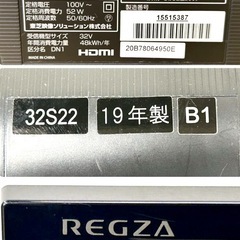 定格電圧 100V~ 製造番号
定格消費電力 52W
定格周波数 50/60Hz 15515387
東芝映像ソリューション株式会社
受信機型サイズ 32V 20B78064950E
年間消費電力量 48kWh/年
区分名 DN1 HDMI
MADE IN CHINA
32S22 19年製 B1
REGZA